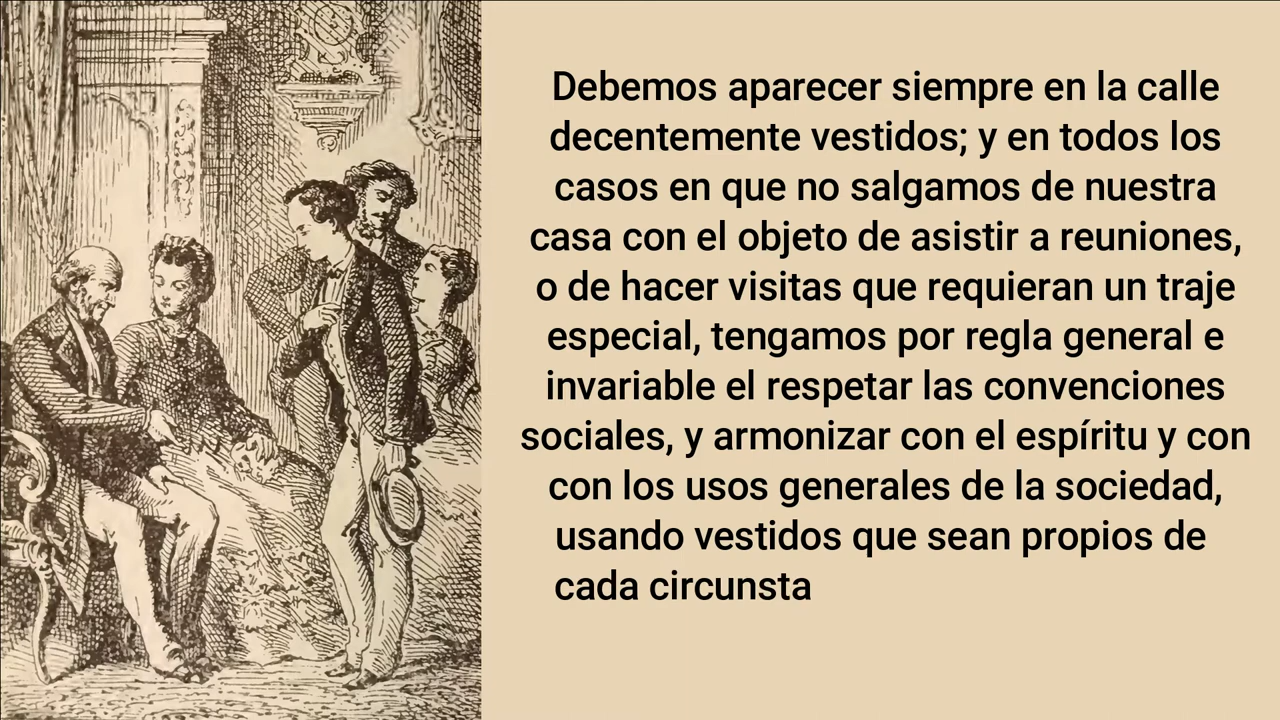 Debemos aparecer siempre en la calle
decentemente vestidos; y en todos los
casos en que no salgamos de nuestra
casa con el objeto de asistir a reuniones,
o de hacer visitas que requieran un traje
especial, tengamos por regla general e
invariable el respetar las convenciones
sociales, y armonizar con el espíritu y con
con los usos generales de la sociedad,
usando vestidos que sean propios de
cada circunsta